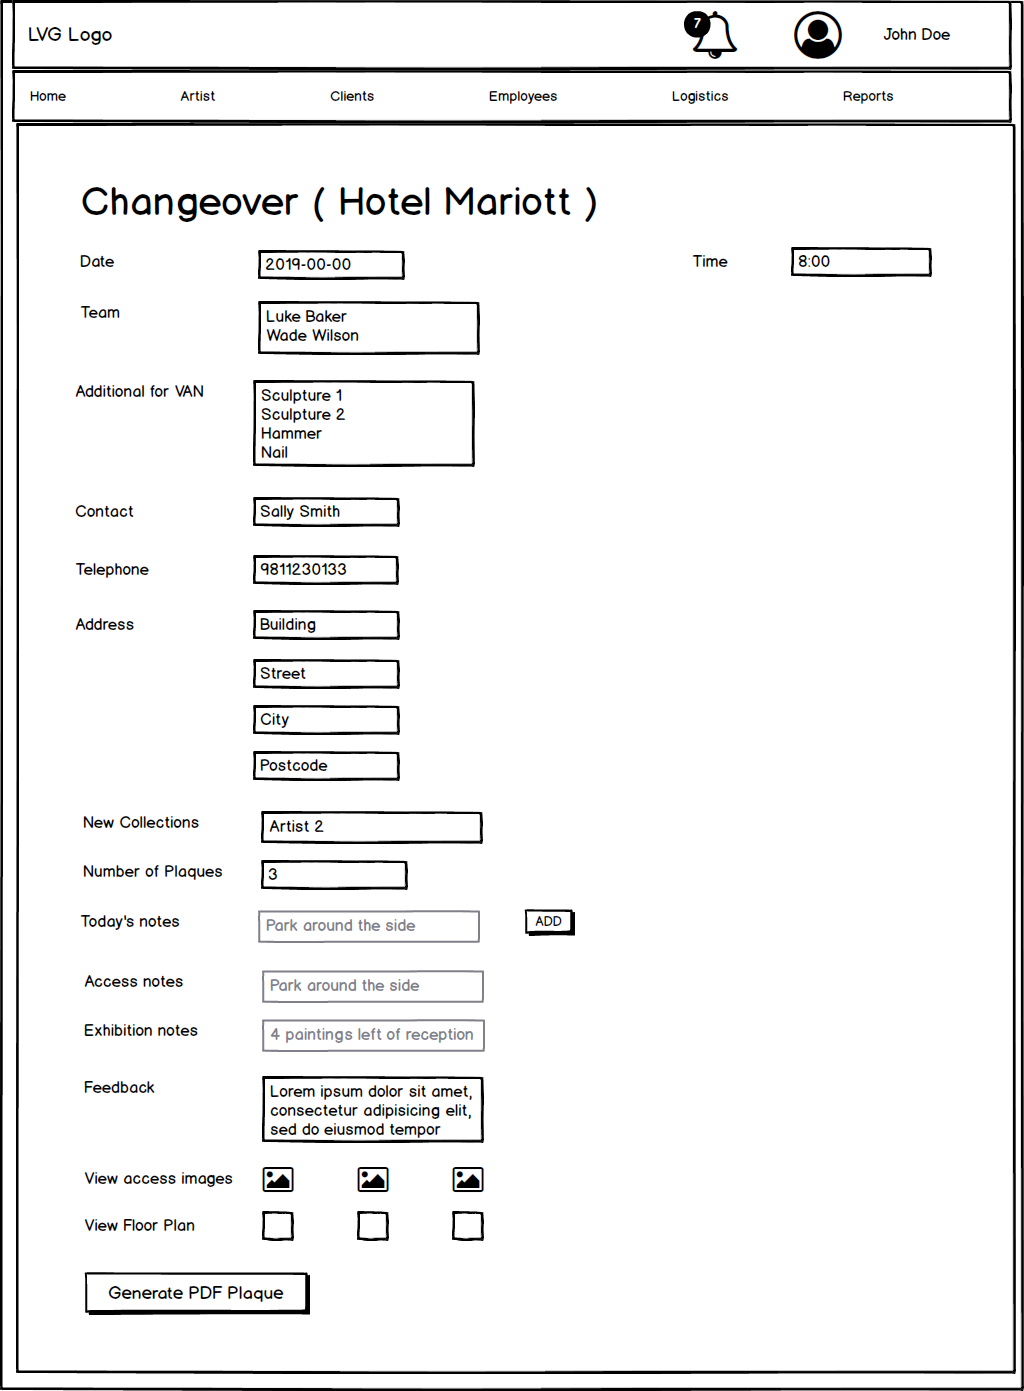 LVG Logo
7
John Doe
Home Artist Clients Employees Logistics Reports
Changeover ( Hotel Mariott )
Date 2019-00-00 Time 8:00
Team Luke Baker
Wade Wilson
Additional for VAN Sculpture 1
Sculpture 2
Hammer
Nail
Contact Sally Smith
Telephone 9811230133
Address Building
Street
City
Postcode
New Collections Artist 2
Number of Plaques 3
Today's notes Park around the side ADD
Access notes Park around the side
Exhibition notes 4 paintings left of reception
Feedback Lorem ipsum dolor sit amet,
consectetur adipisicing elit,
sed do eiusmod tempor
View access images
View Floor Plan
Generate PDF Plaque